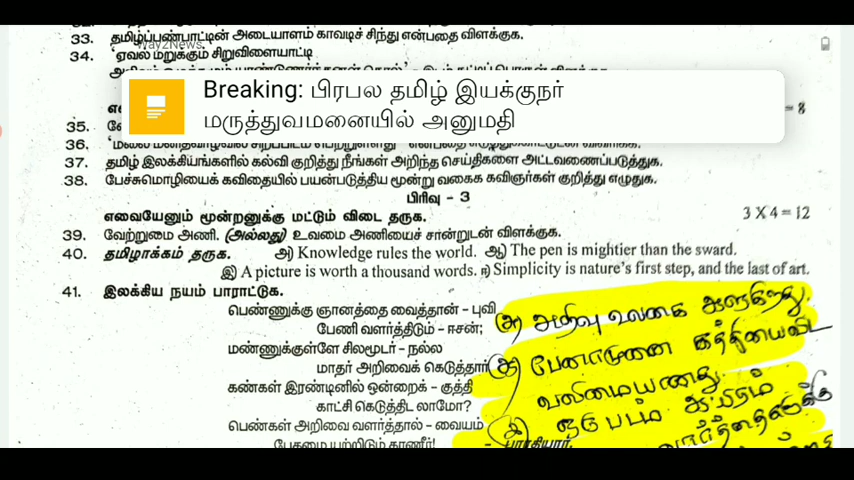 33. தமிழ்ப்பண்பாட்டின் அடையாளம் காவடிச் சிந்து என்பதை விளக்குக.
Way2News
34. 'ஏவல் மறுக்கும் சிறுவிளையாட்டி
Breaking: பிரபல தமிழ் இயக்குநர்
மருத்துவமனையில் அனுமதி
= 8
35.
36.
37. தமிழ் இலக்கியங்களில் கல்வி குறித்து நீங்கள் அறிந்த செய்திகளை அட்டவணைப்படுத்துக.
38. பேச்சுமொழியைக் கவிதையில் பயன்படுத்திய மூன்று வகைக் கவிஞர்கள் குறித்து எழுதுக.
பிரிவு - 3
எவையேனும் மூன்றனுக்கு மட்டும் விடை தருக. 3 X 4 = 12
39. வேற்றுமை அணி. (அல்லது) உவமை அணியைச் சான்றுடன் விளக்குக.
40. தமிழாக்கம் தருக. அ) Knowledge rules the world. ஆ) The pen is mightier than the sward.
இ) A picture is worth a thousand words. ஈ) Simplicity is nature's first step, and the last of art.
41. இலக்கிய நயம் பாராட்டுக.
பெண்ணுக்கு ஞானத்தை வைத்தான் - புவி
பேணி வளர்த்திடும் - ஈசன்;
மண்ணுக்குள்ளே சிலமூடர் - நல்ல
மாதர் அறிவைக் கெடுத்தார்
கண்கள் இரண்டினில் ஒன்றைக் - குத்தி
காட்சி கெடுத்திட லாமோ?
பெண்கள் அறிவை வளர்த்தால் - வையம்
பேதமை யற்றிடும் காணீர்! - பாரதியார்.
(அ) அறிவு உலகை ஆளுகிறது.
(ஆ) பேனாமுனை கத்தியைவிட
வலிமையானது.
(இ) ஒரு படம் ஆயிரம்